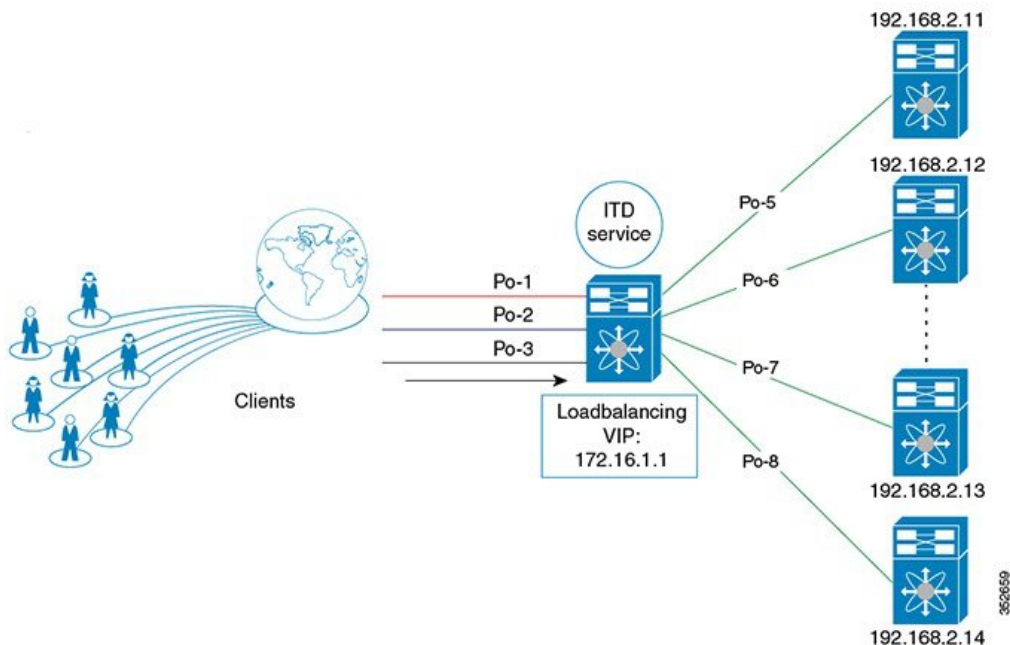 192.168.2.11
192.168.2.12
Po-5
ITD
service
Po-6
Po-1
Po-2
Po-3
Po-7
Clients
Loadbalancing
VIP:
172.16.1.1
Po-8
192.168.2.13
192.168.2.14
352659